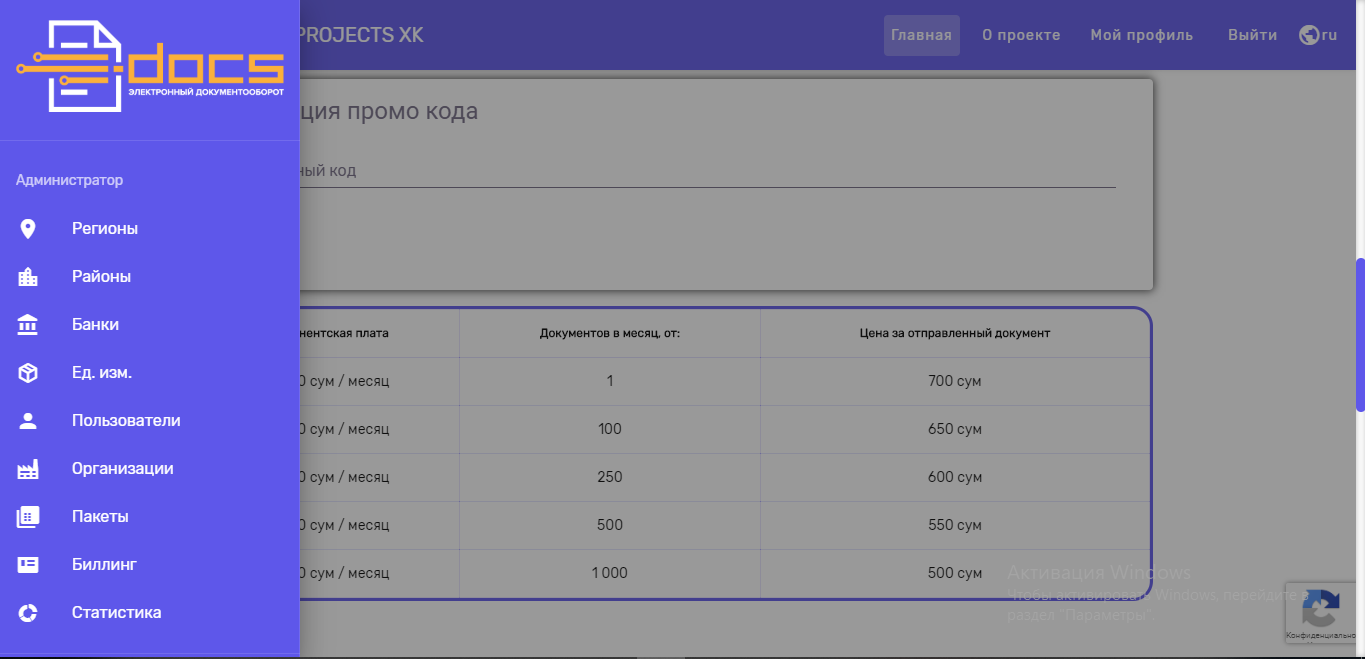 docs
ЭЛЕКТРОННЫЙ ДОКУМЕНТООБОРОТ
PROJECTS XK
Главная
О проекте
Мой профиль
Выйти
ru
Администратор
Регионы
Районы
Банки
Ед. изм.
Пользователи
Организации
Пакеты
Биллинг
Статистика
ция промо кода
ный код
нентская плата Документов в месяц, от: Цена за отправленный документ
0 сум / месяц 1 700 сум
0 сум / месяц 100 650 сум
0 сум / месяц 250 600 сум
0 сум / месяц 500 550 сум
0 сум / месяц 1 000 500 сум
Активация Windows
Чтобы активировать Windows, перейдите в
раздел "Параметры".
Конфиденциально